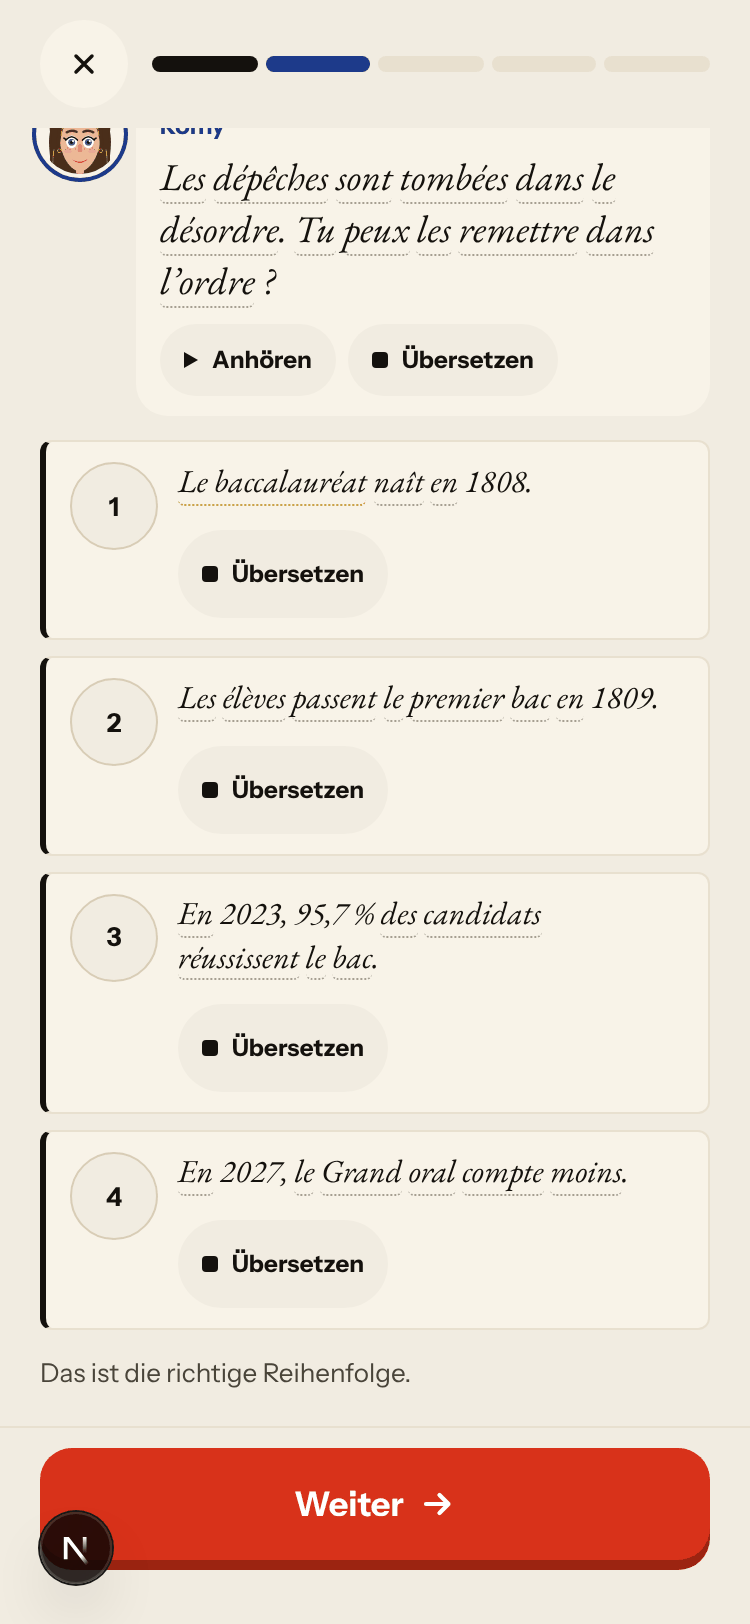 Romy
Les dépêches sont tombées dans le
désordre. Tu peux les remettre dans
l’ordre ?
Anhören
Übersetzen
1
Le baccalauréat naît en 1808.
Übersetzen
2
Les élèves passent le premier bac en 1809.
Übersetzen
3
En 2023, 95,7 % des candidats
réussissent le bac.
Übersetzen
4
En 2027, le Grand oral compte moins.
Übersetzen
Das ist die richtige Reihenfolge.
Weiter →
N